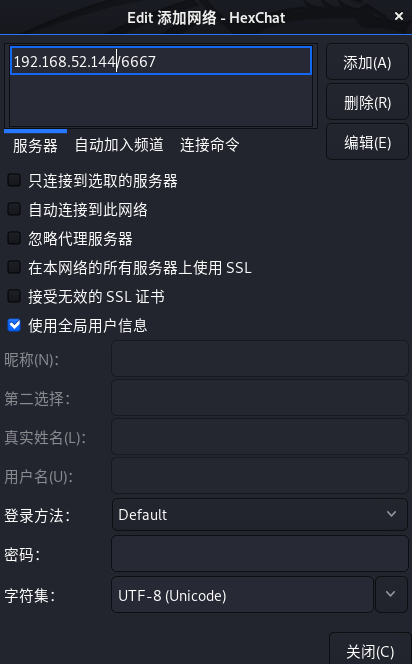 Edit 添加网络 - HexChat
192.168.52.144/6667
添加(A)
删除(R)
编辑(E)
服务器 自动加入频道 连接命令
只连接到选取的服务器
自动连接到此网络
忽略代理服务器
在本网络的所有服务器上使用 SSL
接受无效的 SSL 证书
使用全局用户信息
昵称(N)：
第二选择：
真实姓名(L)：
用户名(U)：
登录方法： Default
密码：
字符集： UTF-8 (Unicode)
关闭(C)